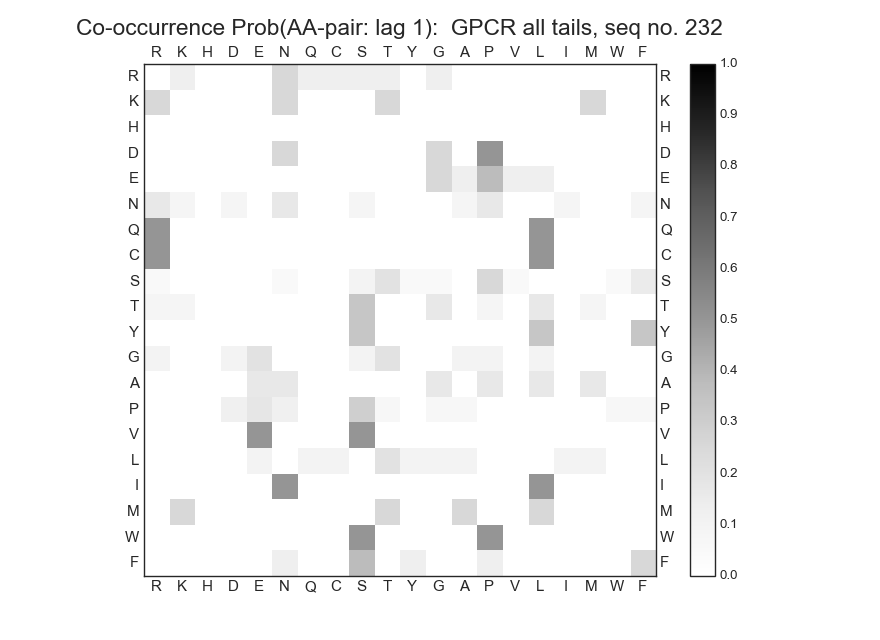 Co-occurrence Prob(AA-pair: lag 1):  GPCR all tails, seq no. 232
R K H D E N Q C S T Y G A P V L I M W F
R R 1.0
K K 0.9
H H
D D 0.8
E E
N N 0.7
Q Q
C C 0.6
S S
T T 0.5
Y Y
G G 0.4
A A
P P 0.3
V V
L L 0.2
I I
M M 0.1
W W
F F 0.0
R K H D E N Q C S T Y G A P V L I M W F